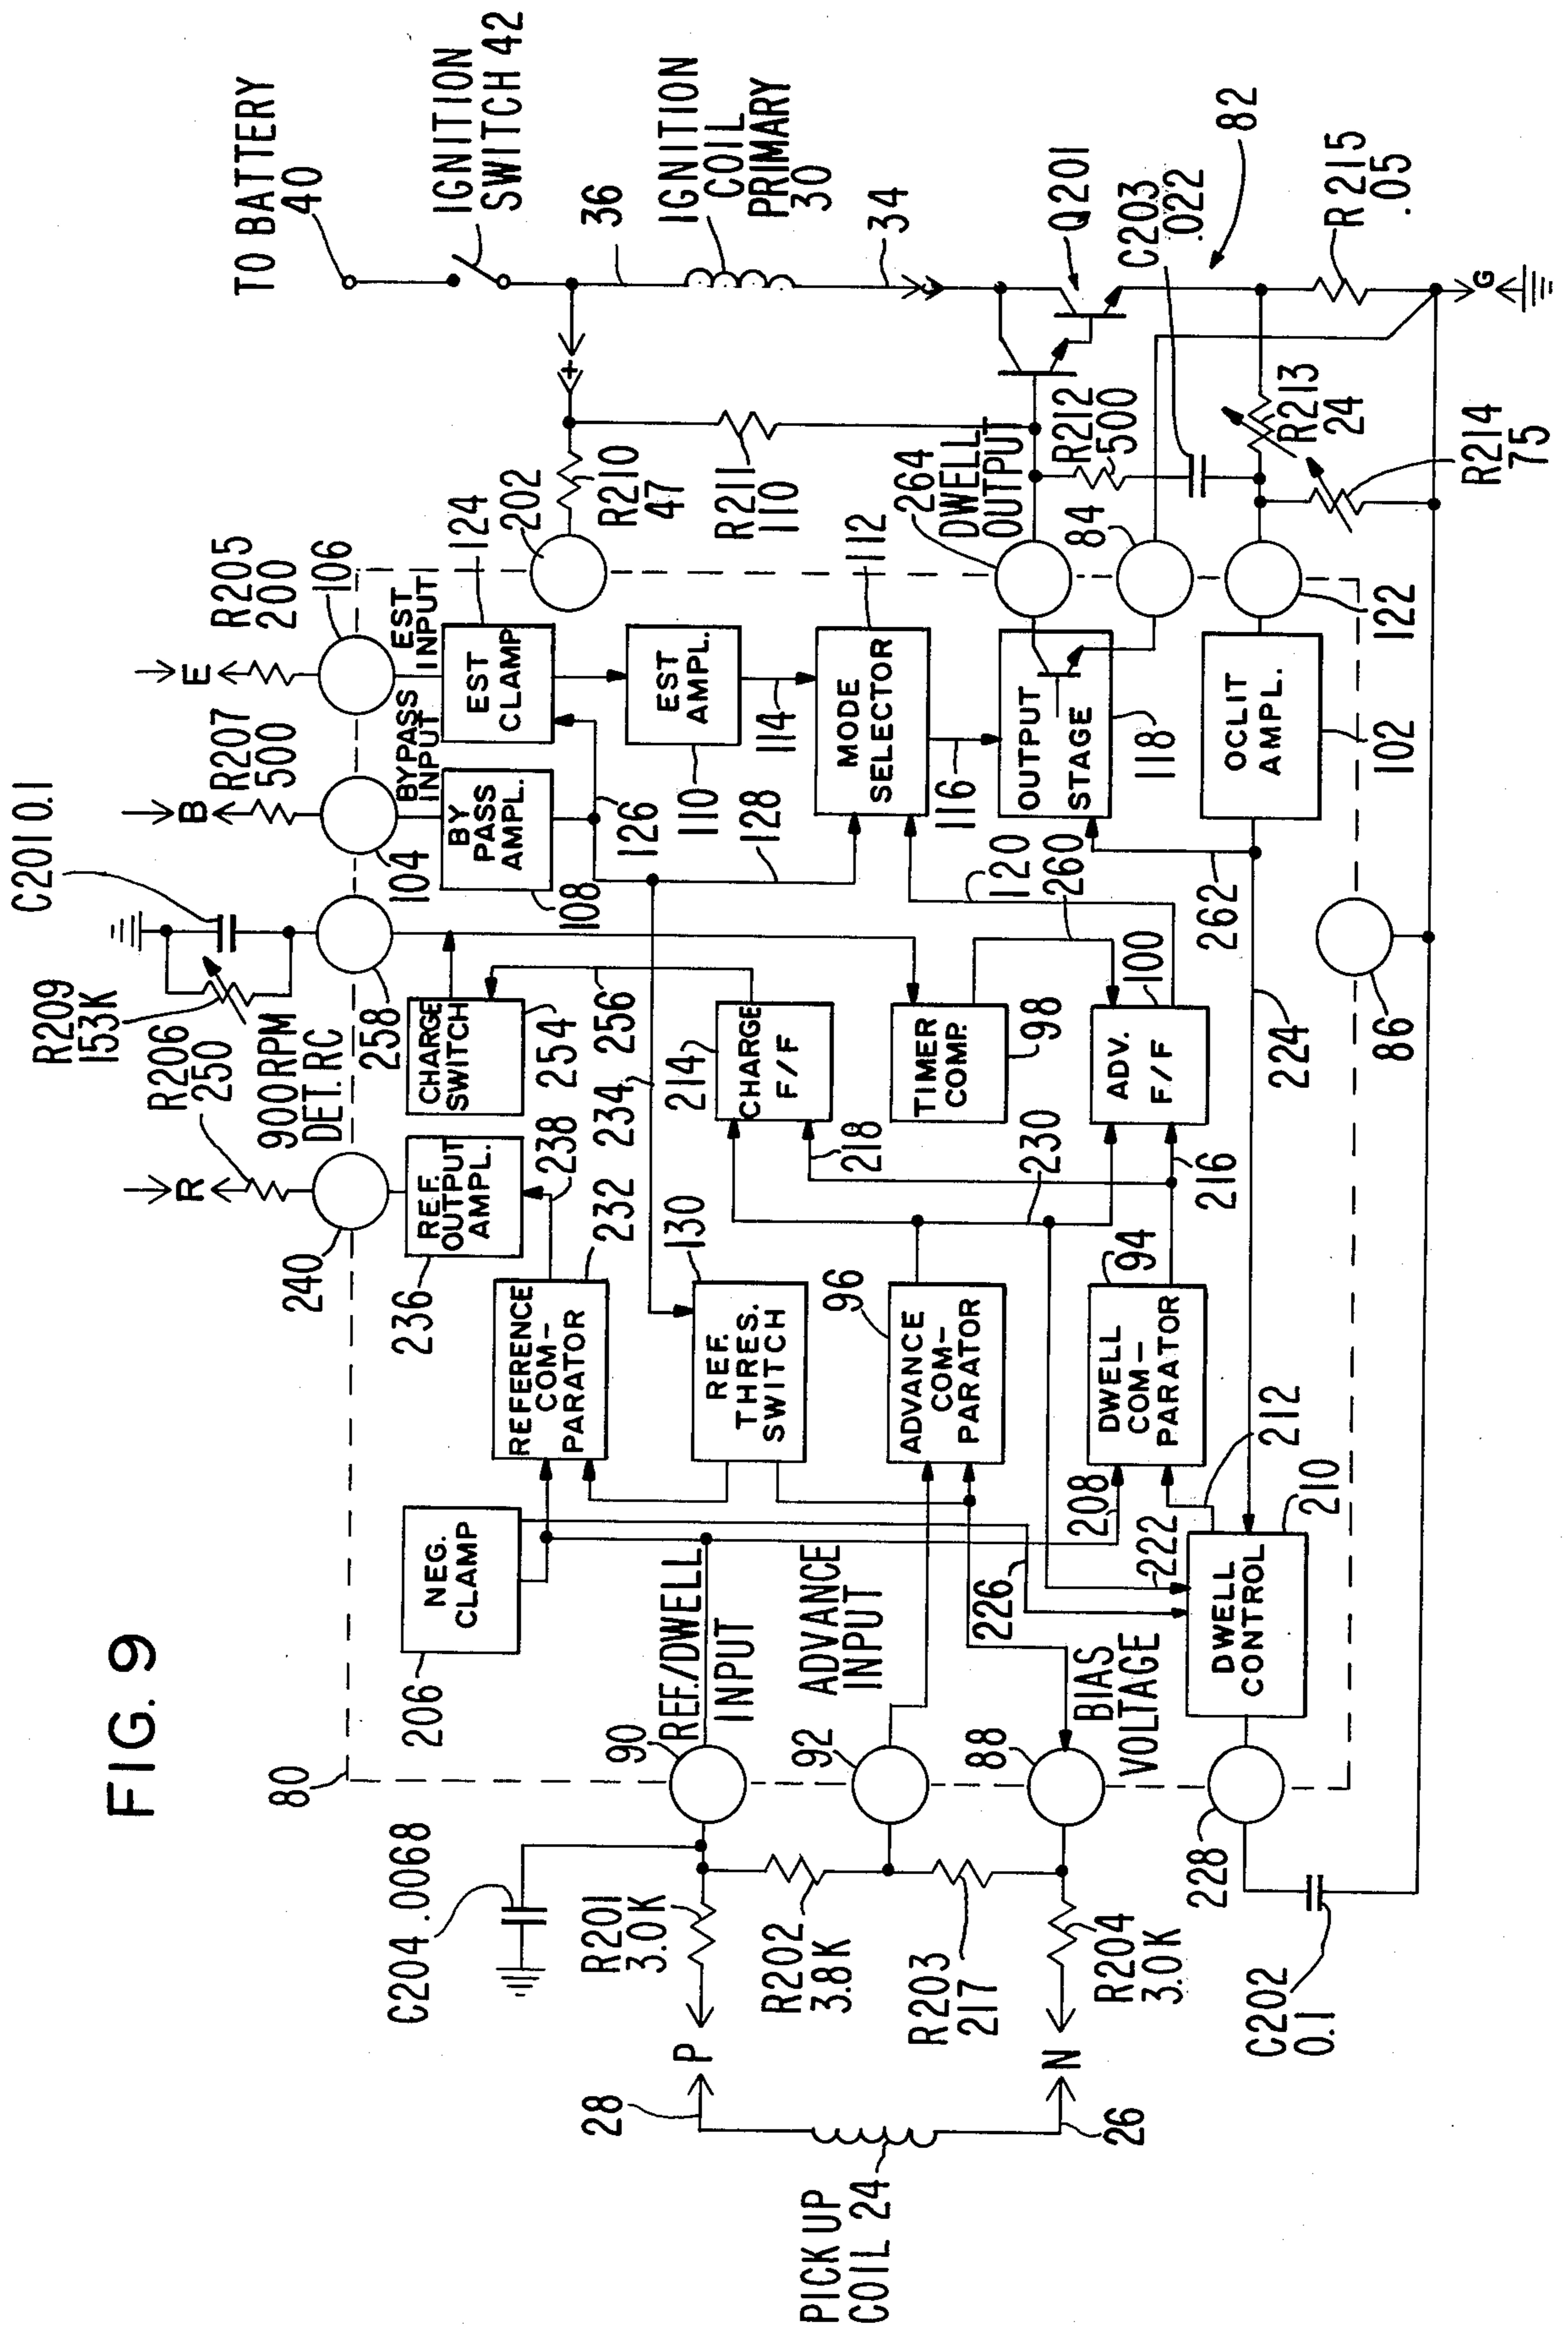 FIG. 9
TO BATTERY
40
IGNITION
SWITCH 42
36
IGNITION
COIL
PRIMARY
30
34
C
Q201
C203
.022
82
R215
.05
G
+
R210
47
202
R211
110
R212
500
264
DWELL
OUTPUT
84
R213
24
R214
75
122
R205
200
E
106
EST
INPUT
R207
500
B
104
BYPASS
INPUT
C201 0.1
R209
153K
258
900RPM
DET. RC
R206
250
R
240
124
EST
CLAMP
BY
PASS
AMPL.
108
126
EST
AMPL.
110
114
128
112
MODE
SELECTOR
116
OUTPUT
STAGE
118
120
260
262
OCLIT
AMPL.
102
86
224
CHARGE
SWITCH
254
256
234
214
CHARGE
F/F
218
TIMER
COMP.
98
230
100
ADV.
F/F
216
REF.
OUTPUT
AMPL.
236
238
232
REFERENCE
COM-
PARATOR
130
REF.
THRES.
SWITCH
96
ADVANCE
COM-
PARATOR
94
DWELL
COM-
PARATOR
208
212
222
210
DWELL
CONTROL
226
NEG.
CLAMP
206
80
90
REF./DWELL
INPUT
92
ADVANCE
INPUT
88
BIAS
VOLTAGE
228
C204 .0068
R201
3.0K
R202
3.8K
R203
217
R204
3.0K
C202
0.1
P
N
28
26
PICK UP
COIL 24